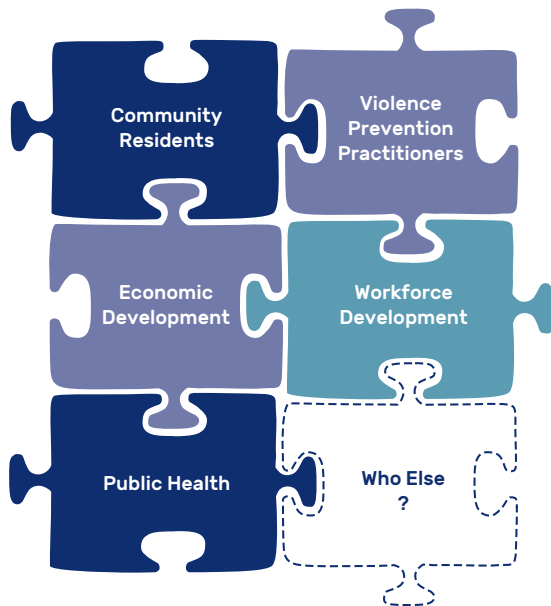 Community
Residents
Violence
Prevention
Practitioners
Economic
Development
Workforce
Development
Public Health
Who Else
?